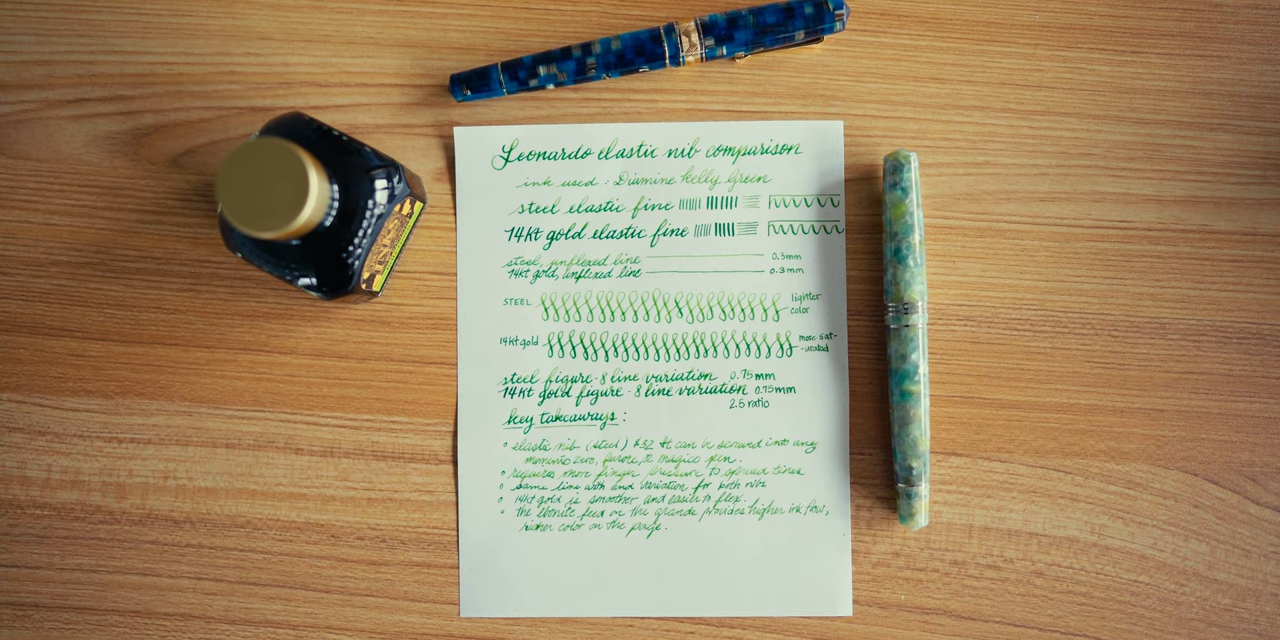 Leonardo elastic nib comparison
ink used : Diamine kelly Green
steel elastic fine
14kt gold elastic fine
steel, unflexed line 0.3mm
14kt gold, unflexed line 0.3mm
STEEL lighter
color
14kt gold more sat-
-urated
steel figure-8 line variation 0.75mm
14kt gold figure-8 line variation 0.75mm
2.5 ratio
key takeaways :
elastic nib (steel) $32 It can be screwed into any
momento zero, furore, or magico pen.
requires more finger pressure to spread tines
same line with and variation for both nibs
14kt gold is smoother and easier to flex.
the ebonite feed on the grande provides higher ink flow,
richer color on the page.